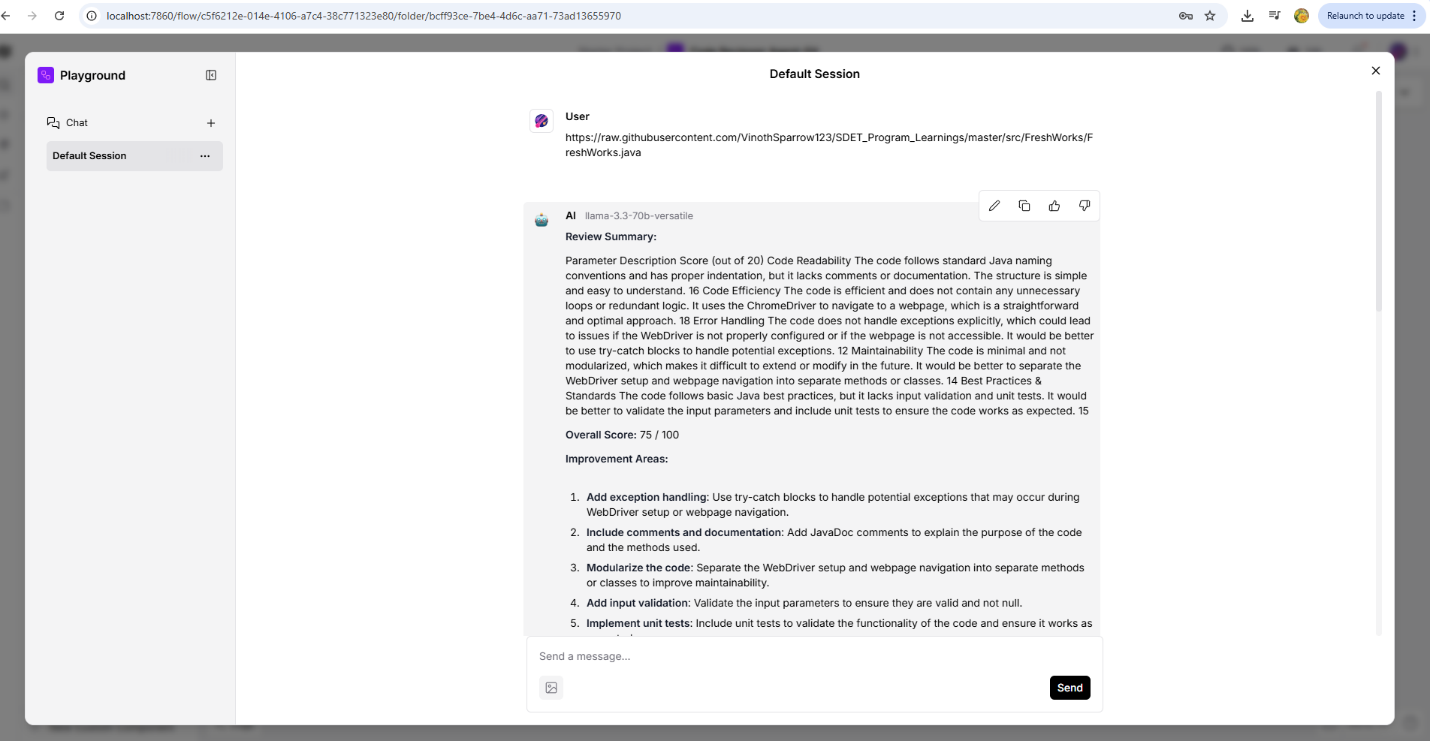 localhost:7860/flow/c5f6212e-014e-4106-a7c4-38c771323e80/folder/bcff93ce-7be4-4d6c-aa71-73ad13655970
Relaunch to update
Playground
Default Session
Chat
Default Session
User
https://raw.githubusercontent.com/VinothSparrow123/SDET_Program_Learnings/master/src/FreshWorks/F
reshWorks.java
AI llama-3.3-70b-versatile
Review Summary:
Parameter Description Score (out of 20) Code Readability The code follows standard Java naming
conventions and has proper indentation, but it lacks comments or documentation. The structure is simple
and easy to understand. 16 Code Efficiency The code is efficient and does not contain any unnecessary
loops or redundant logic. It uses the ChromeDriver to navigate to a webpage, which is a straightforward
and optimal approach. 18 Error Handling The code does not handle exceptions explicitly, which could lead
to issues if the WebDriver is not properly configured or if the webpage is not accessible. It would be better
to use try-catch blocks to handle potential exceptions. 12 Maintainability The code is minimal and not
modularized, which makes it difficult to extend or modify in the future. It would be better to separate the
WebDriver setup and webpage navigation into separate methods or classes. 14 Best Practices &
Standards The code follows basic Java best practices, but it lacks input validation and unit tests. It would
be better to validate the input parameters and include unit tests to ensure the code works as expected. 15
Overall Score: 75 / 100
Improvement Areas:
1. Add exception handling: Use try-catch blocks to handle potential exceptions that may occur during
WebDriver setup or webpage navigation.
2. Include comments and documentation: Add JavaDoc comments to explain the purpose of the code
and the methods used.
3. Modularize the code: Separate the WebDriver setup and webpage navigation into separate methods
or classes to improve maintainability.
4. Add input validation: Validate the input parameters to ensure they are valid and not null.
5. Implement unit tests: Include unit tests to validate the functionality of the code and ensure it works as
Send a message...
Send